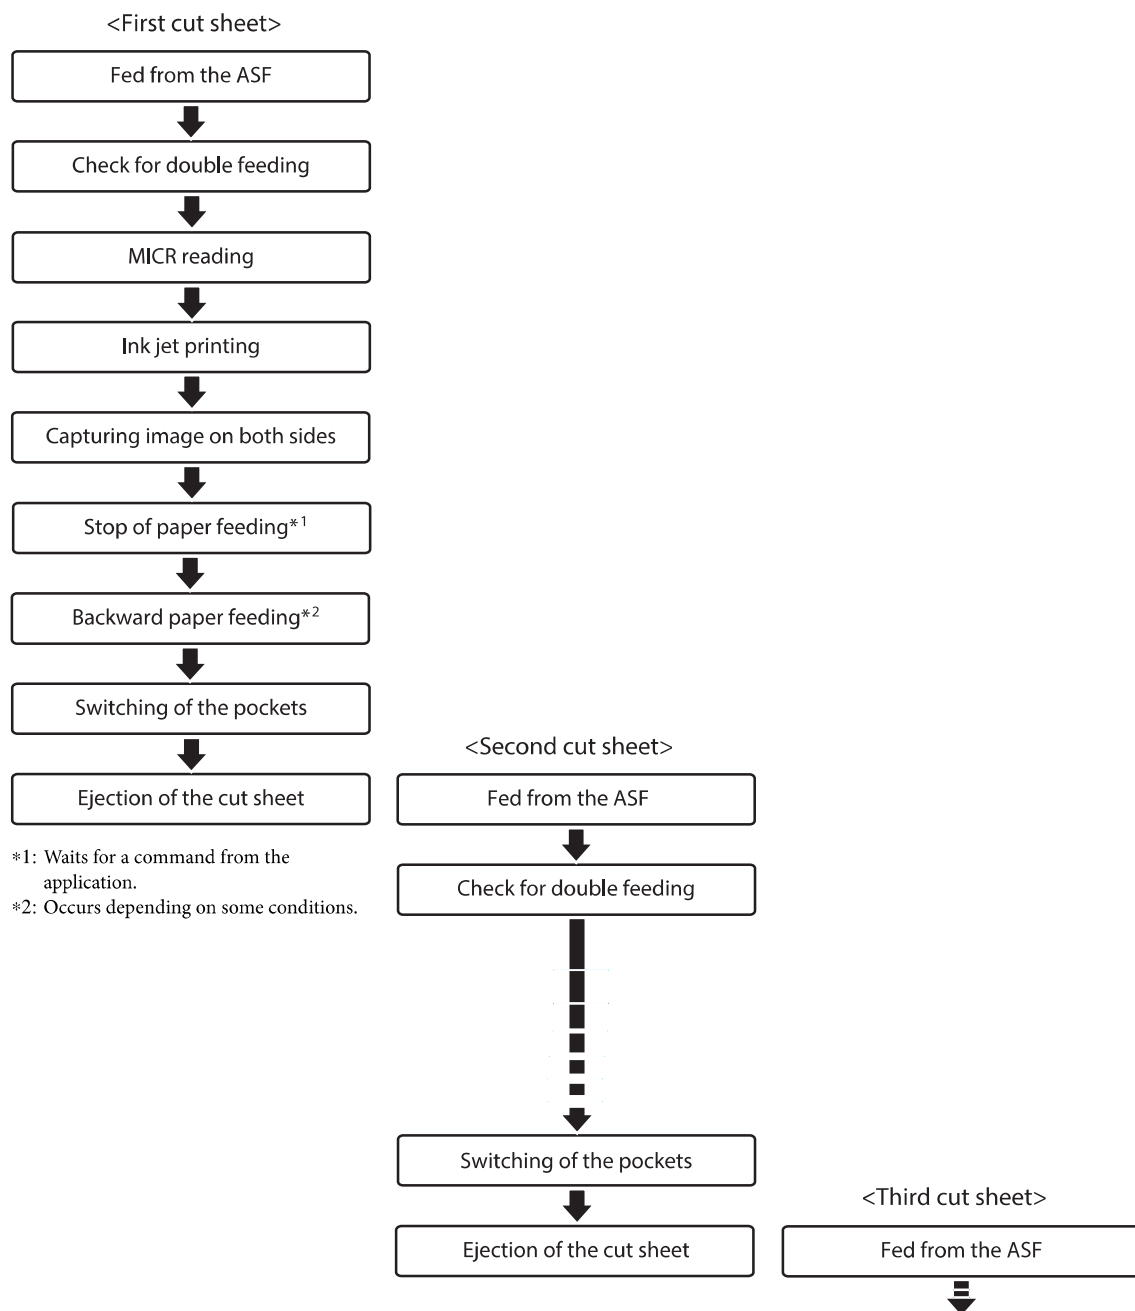 <First cut sheet>
Fed from the ASF
Check for double feeding
MICR reading
Ink jet printing
Capturing image on both sides
Stop of paper feeding*1
Backward paper feeding*2
Switching of the pockets
Ejection of the cut sheet
*1: Waits for a command from the
application.
*2: Occurs depending on some conditions.
<Second cut sheet>
Fed from the ASF
Check for double feeding
Switching of the pockets
Ejection of the cut sheet
<Third cut sheet>
Fed from the ASF